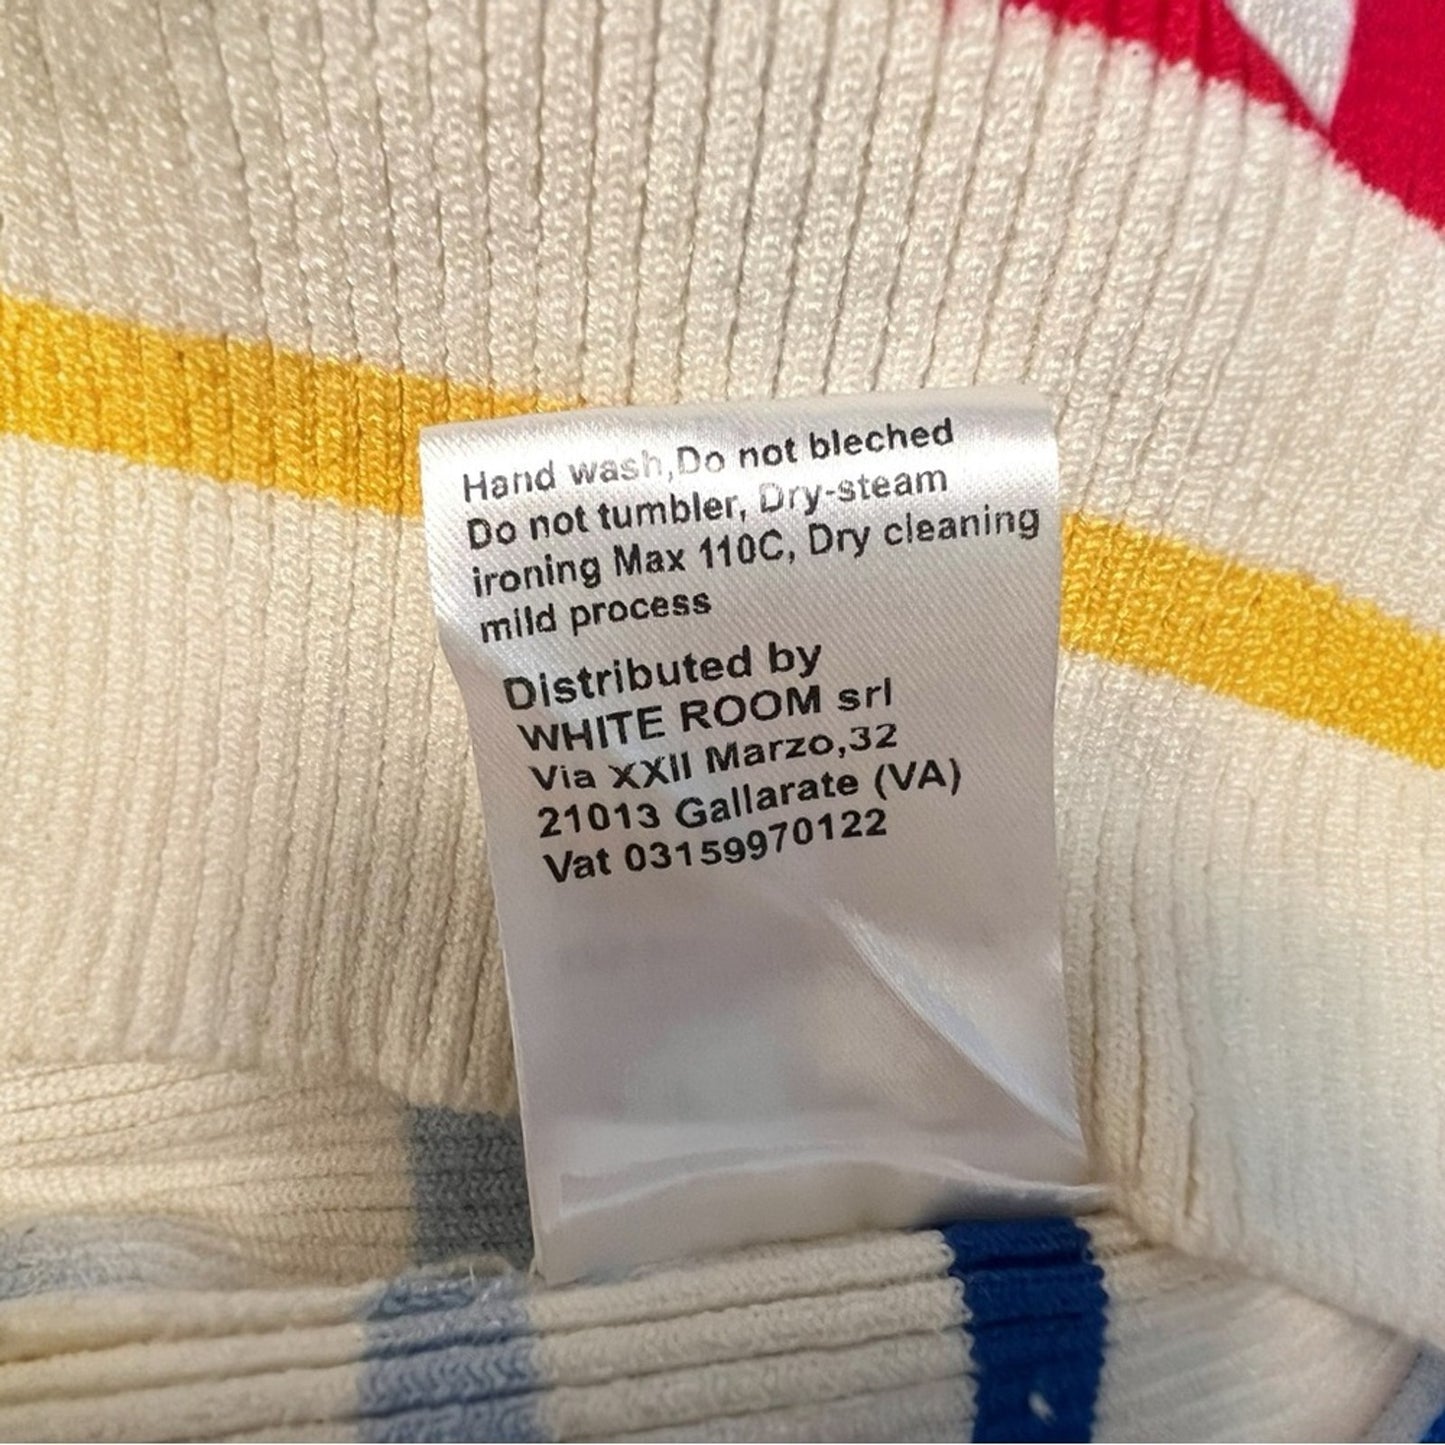 Hand wash,Do not bleched
Do not tumbler, Dry-steam
ironing Max 110C, Dry cleaning
mild process
Distributed by
WHITE ROOM srl
Via XXII Marzo,32
21013 Gallarate (VA)
Vat 03159970122